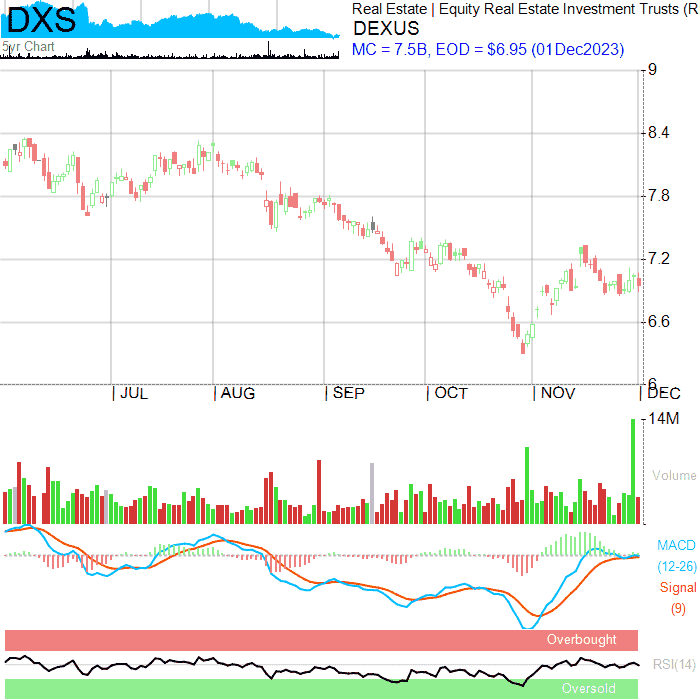 DXS
5yr Chart
Real Estate | Equity Real Estate Investment Trusts (R
DEXUS
MC = 7.5B, EOD = $6.95 (01Dec2023)
9
8.4
7.8
7.2
6.6
6
JUL
AUG
SEP
OCT
NOV
DEC
14M
Volume
MACD
(12-26)
Signal
(9)
Overbought
RSI(14)
Oversold